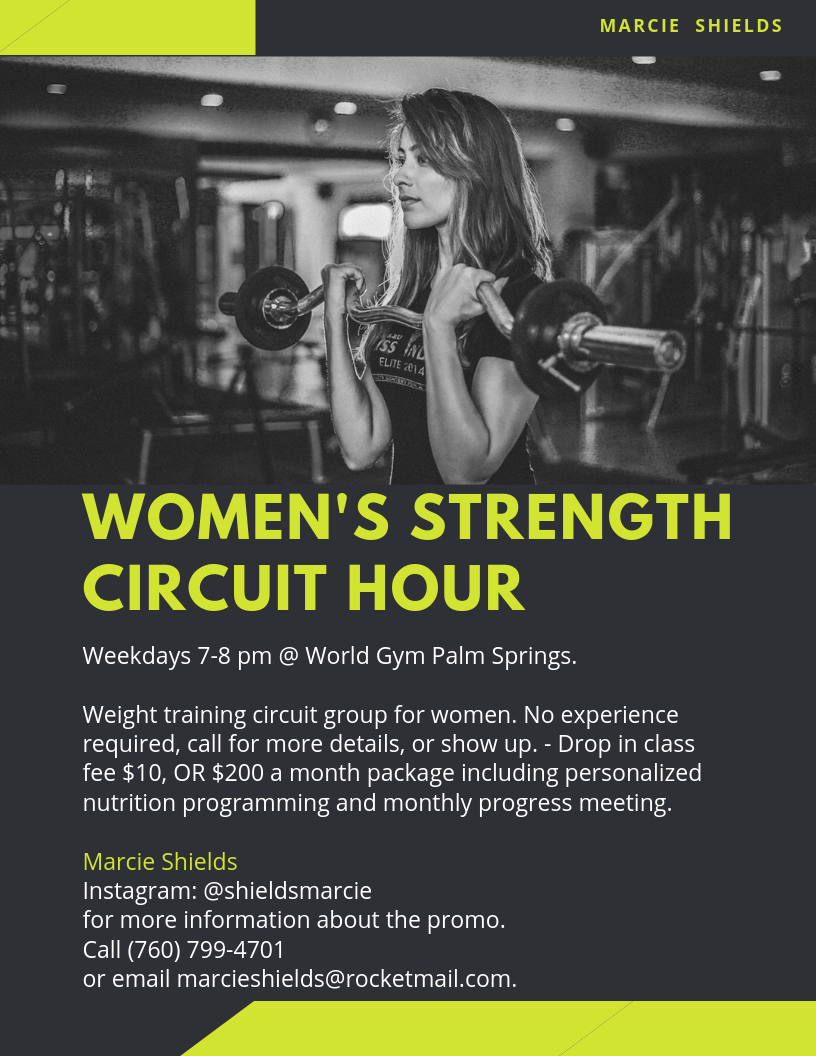 MARCIE SHIELDS
ELITE 2014
WOMEN'S STRENGTH
CIRCUIT HOUR
Weekdays 7-8 pm @ World Gym Palm Springs.
Weight training circuit group for women. No experience
required, call for more details, or show up. - Drop in class
fee $10, OR $200 a month package including personalized
nutrition programming and monthly progress meeting.
Marcie Shields
Instagram: @shieldsmarcie
for more information about the promo.
Call (760) 799-4701
or email marcieshields@rocketmail.com.